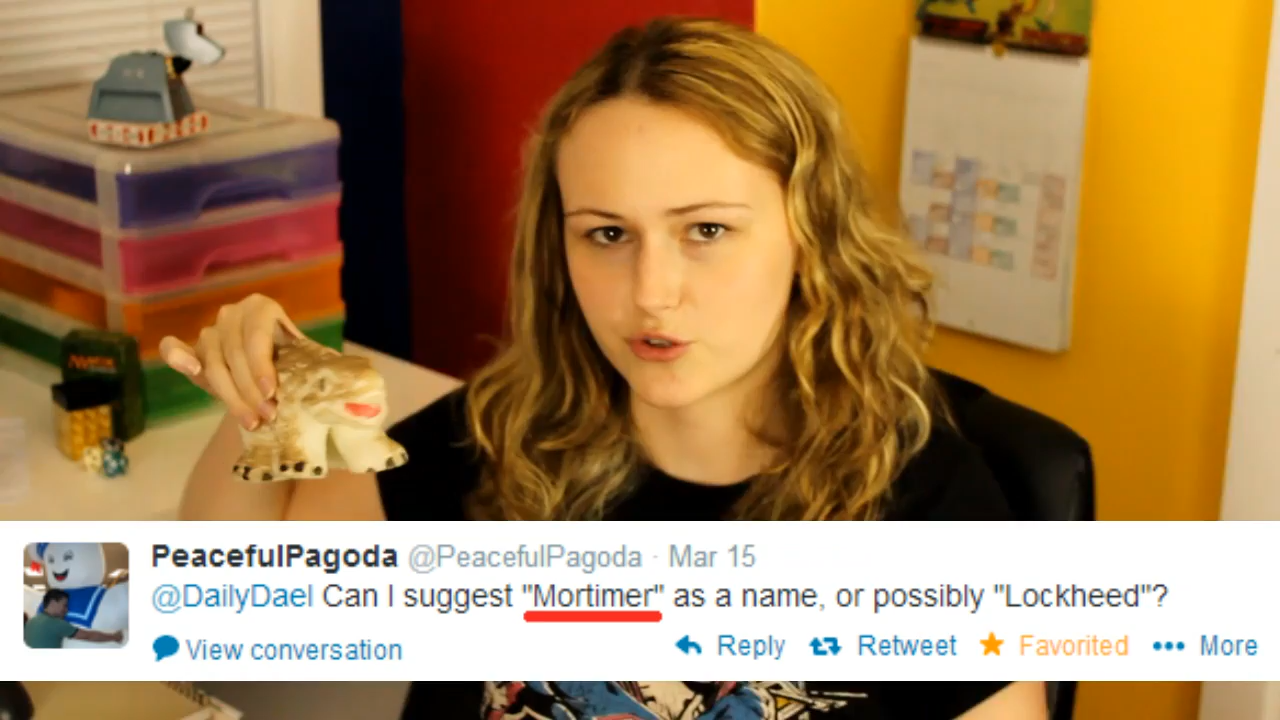 PeacefulPagoda @PeacefulPagoda · Mar 15
@DailyDael Can I suggest "Mortimer" as a name, or possibly "Lockheed"?
View conversation Reply Retweet Favorited More